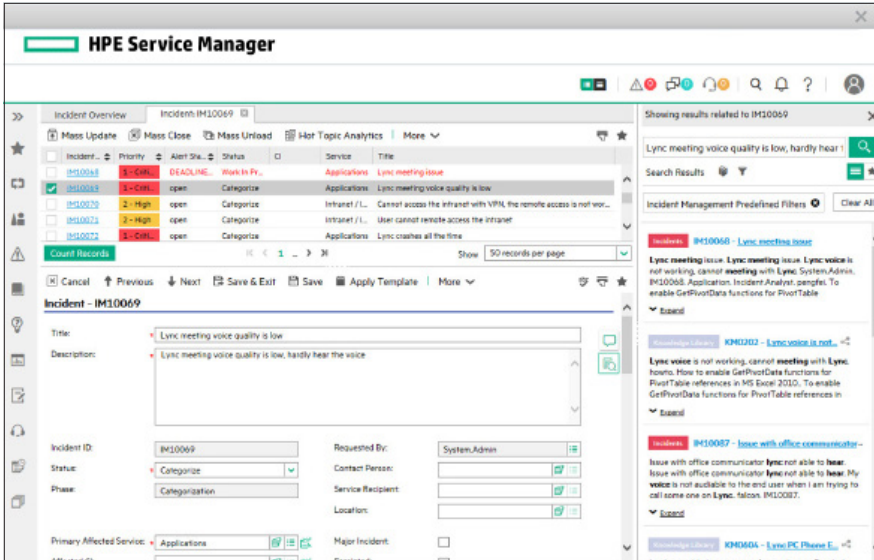 HPE Service Manager
Incident Overview
Incident: IM10069
Mass Update
Mass Close
Mass Unload
Hot Topic Analytics
More
Incident... Priority Alert Sta... Status CI Service Title
IM10068 1 - Criti... DEADLINE... Work In Pr... Applications Lync meeting issue
IM10069 1 - Criti... open Categorize Applications Lync meeting voice quality is low
IM10070 2 - High open Categorize Intranet / I... Cannot access the intranet with VPN, the remote access is not wor...
IM10071 2 - High open Categorize Intranet / I... User cannot remote access the intranet
IM10072 1 - Criti... open Categorize Applications Lync crashes all the time
Count Records
1
Show 50 records per page
Cancel
Previous
Next
Save & Exit
Save
Apply Template
More
Incident - IM10069
Title: Lync meeting voice quality is low
Description: Lync meeting voice quality is low, hardly hear the voice
Incident ID: IM10069
Requested By: System.Admin
Status: Categorize
Contact Person:
Phase: Categorization
Service Recipient:
Location:
Primary Affected Service: Applications
Major Incident:
Showing results related to IM10069
Lync meeting voice quality is low, hardly hear
Search Results
Incident Management Predefined Filters
Clear All
Incidents IM10068 - Lync meeting issue
Lync meeting issue. Lync meeting issue. Lync voice is
not working, cannot meeting with Lync. System.Admin.
IM10068. Application. Incident.Analyst. pengfei. To
enable GetPivotData functions for PivotTable
Expand
Knowledge Library KM0202 - Lync voice is not...
Lync voice is not working, cannot meeting with Lync.
howto. How to enable GetPivotData functions for
PivotTable references in MS Excel 2010.. To enable
GetPivotData functions for PivotTable references in
Expand
Incidents IM10087 - Issue with office communicator...
Issue with office communicator lync not able to hear.
Issue with office communicator lync not able to hear. My
voice is not audiable to the end user when i am trying to
call some one on Lync. falcon. IM10087.
Expand
Knowledge Library KM0604 - Lync PC Phone E...